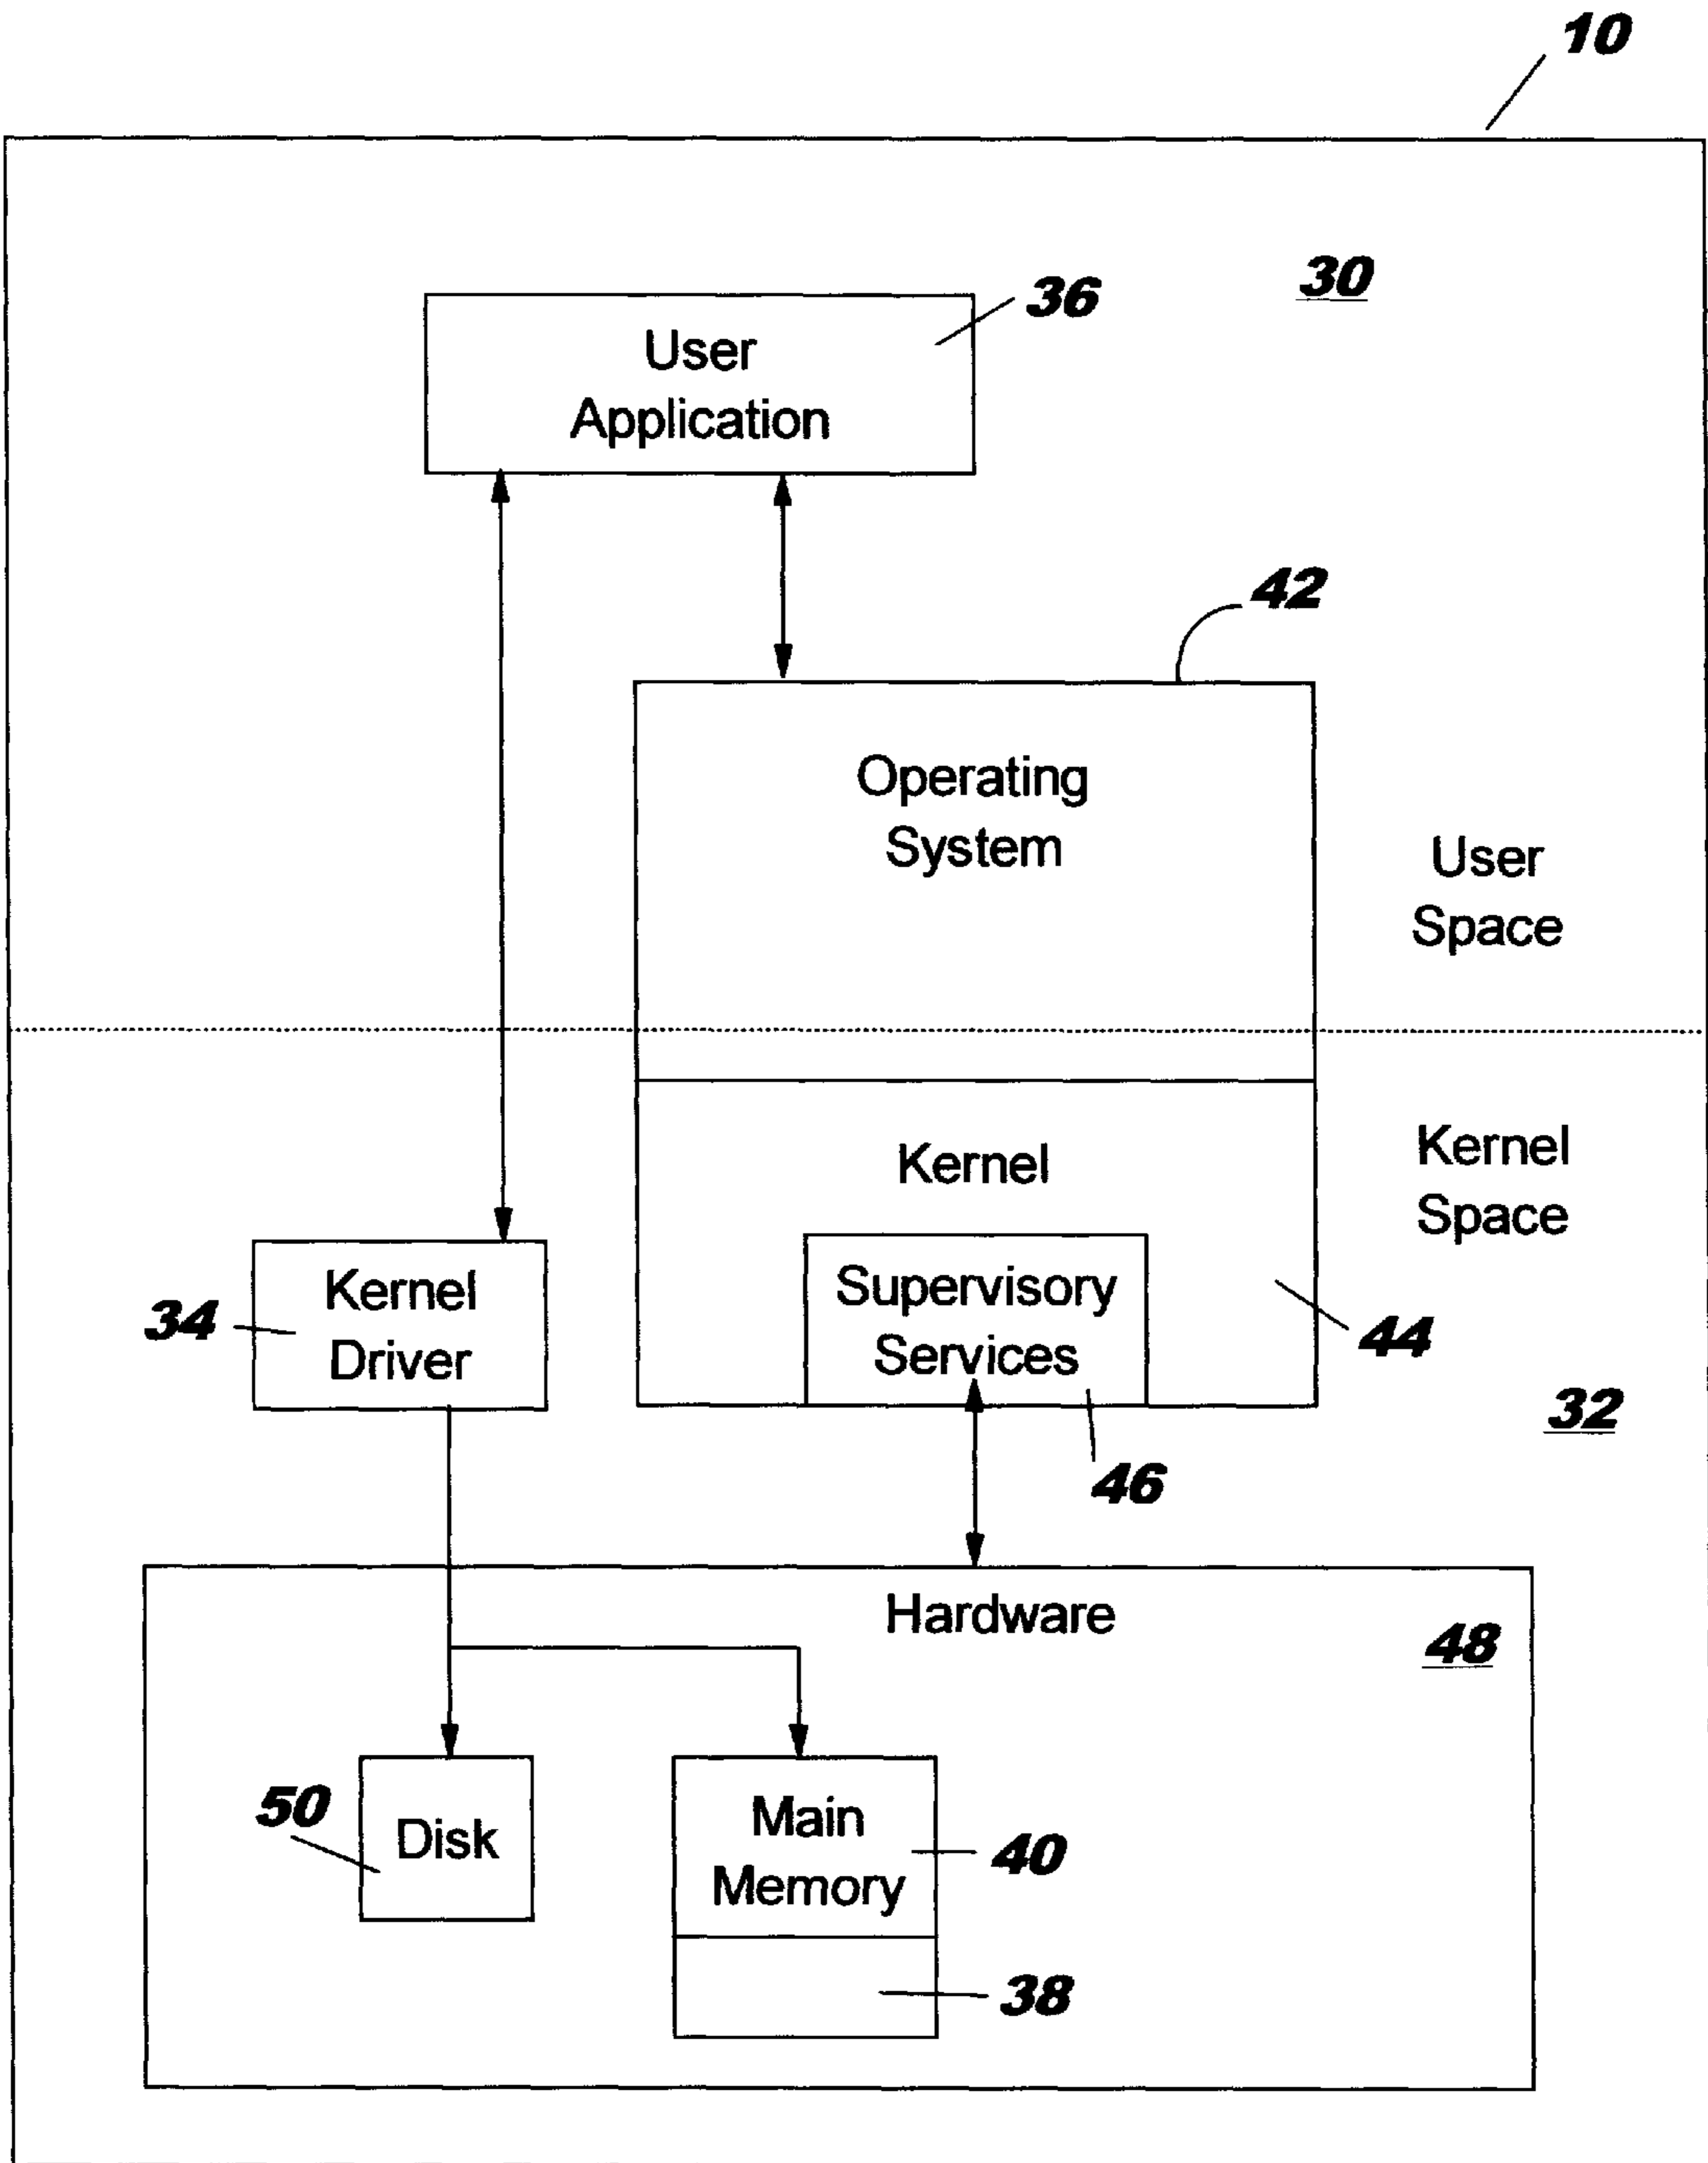 10
30
36
User
Application
42
Operating
System
User
Space
Kernel
Space
Kernel
Supervisory
Services
44
34
Kernel
Driver
32
46
Hardware
48
50
Disk
Main
Memory
40
38